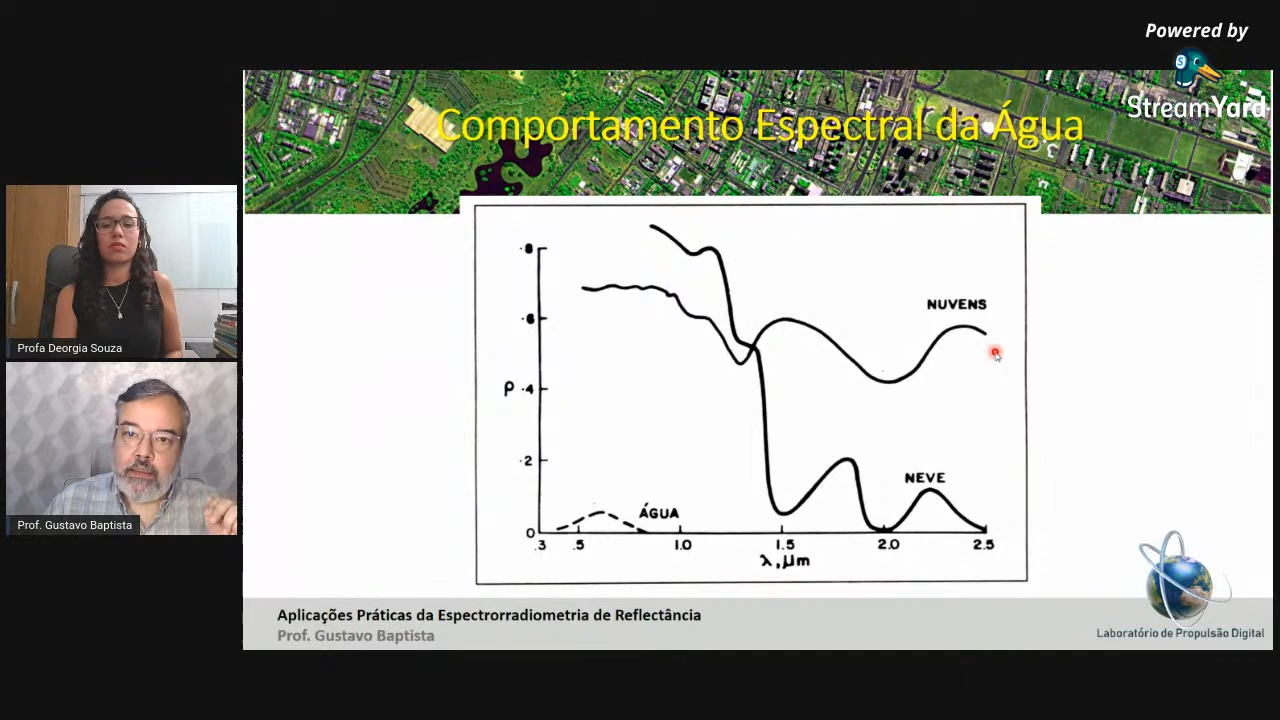 Powered by
StreamYard
Comportamento Espectral da Água
Profa Deorgia Souza
Prof. Gustavo Baptista
.8
.6
ρ .4
.2
0
NUVENS
NEVE
ÁGUA
.3 .5 1.0 1.5 2.0 2.5
λ,μm
Aplicações Práticas da Espectrorradiometria de Reflectância
Prof. Gustavo Baptista
Laboratório de Propulsão Digital